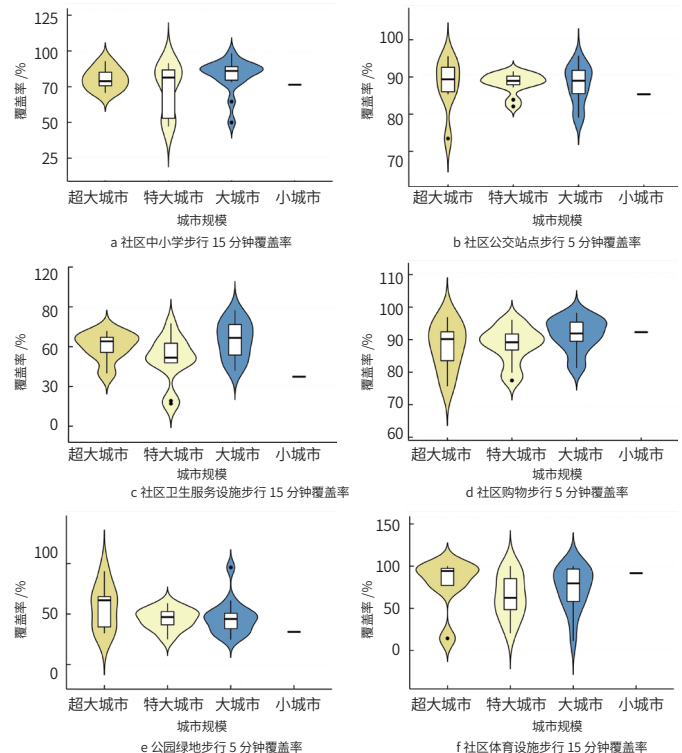 125
100
70
50
25
覆盖率 /%
超大城市 特大城市 大城市 小城市
城市规模
a 社区中小学步行 15 分钟覆盖率
100
90
80
70
覆盖率 /%
超大城市 特大城市 大城市 小城市
城市规模
b 社区公交站点步行 5 分钟覆盖率
120
80
60
30
0
覆盖率 /%
超大城市 特大城市 大城市 小城市
城市规模
c 社区卫生服务设施步行 15 分钟覆盖率
110
100
90
80
70
60
覆盖率 /%
超大城市 特大城市 大城市 小城市
城市规模
d 社区购物步行 5 分钟覆盖率
100
50
0
覆盖率 /%
超大城市 特大城市 大城市 小城市
城市规模
e 公园绿地步行 5 分钟覆盖率
150
100
50
0
覆盖率 /%
超大城市 特大城市 大城市 小城市
城市规模
f 社区体育设施步行 15 分钟覆盖率